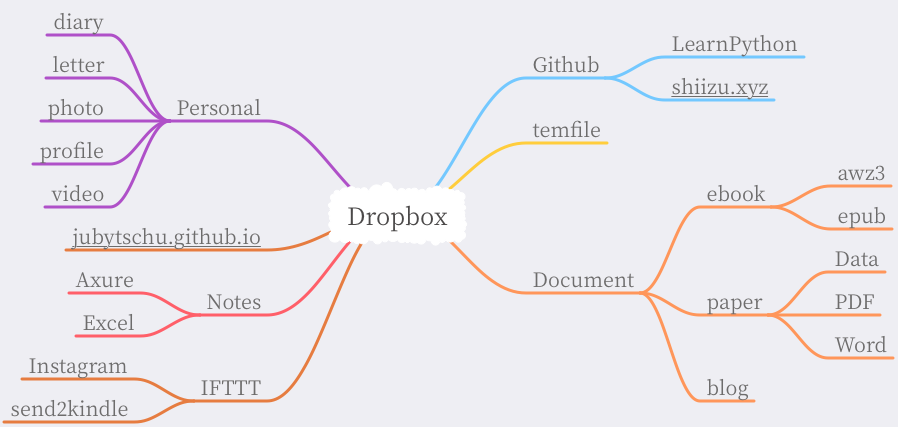 Dropbox
Github
LearnPython
shiizu.xyz
temfile
Document
ebook
awz3
epub
paper
Data
PDF
Word
blog
Personal
diary
letter
photo
profile
video
jubytschu.github.io
Notes
Axure
Excel
IFTTT
Instagram
send2kindle